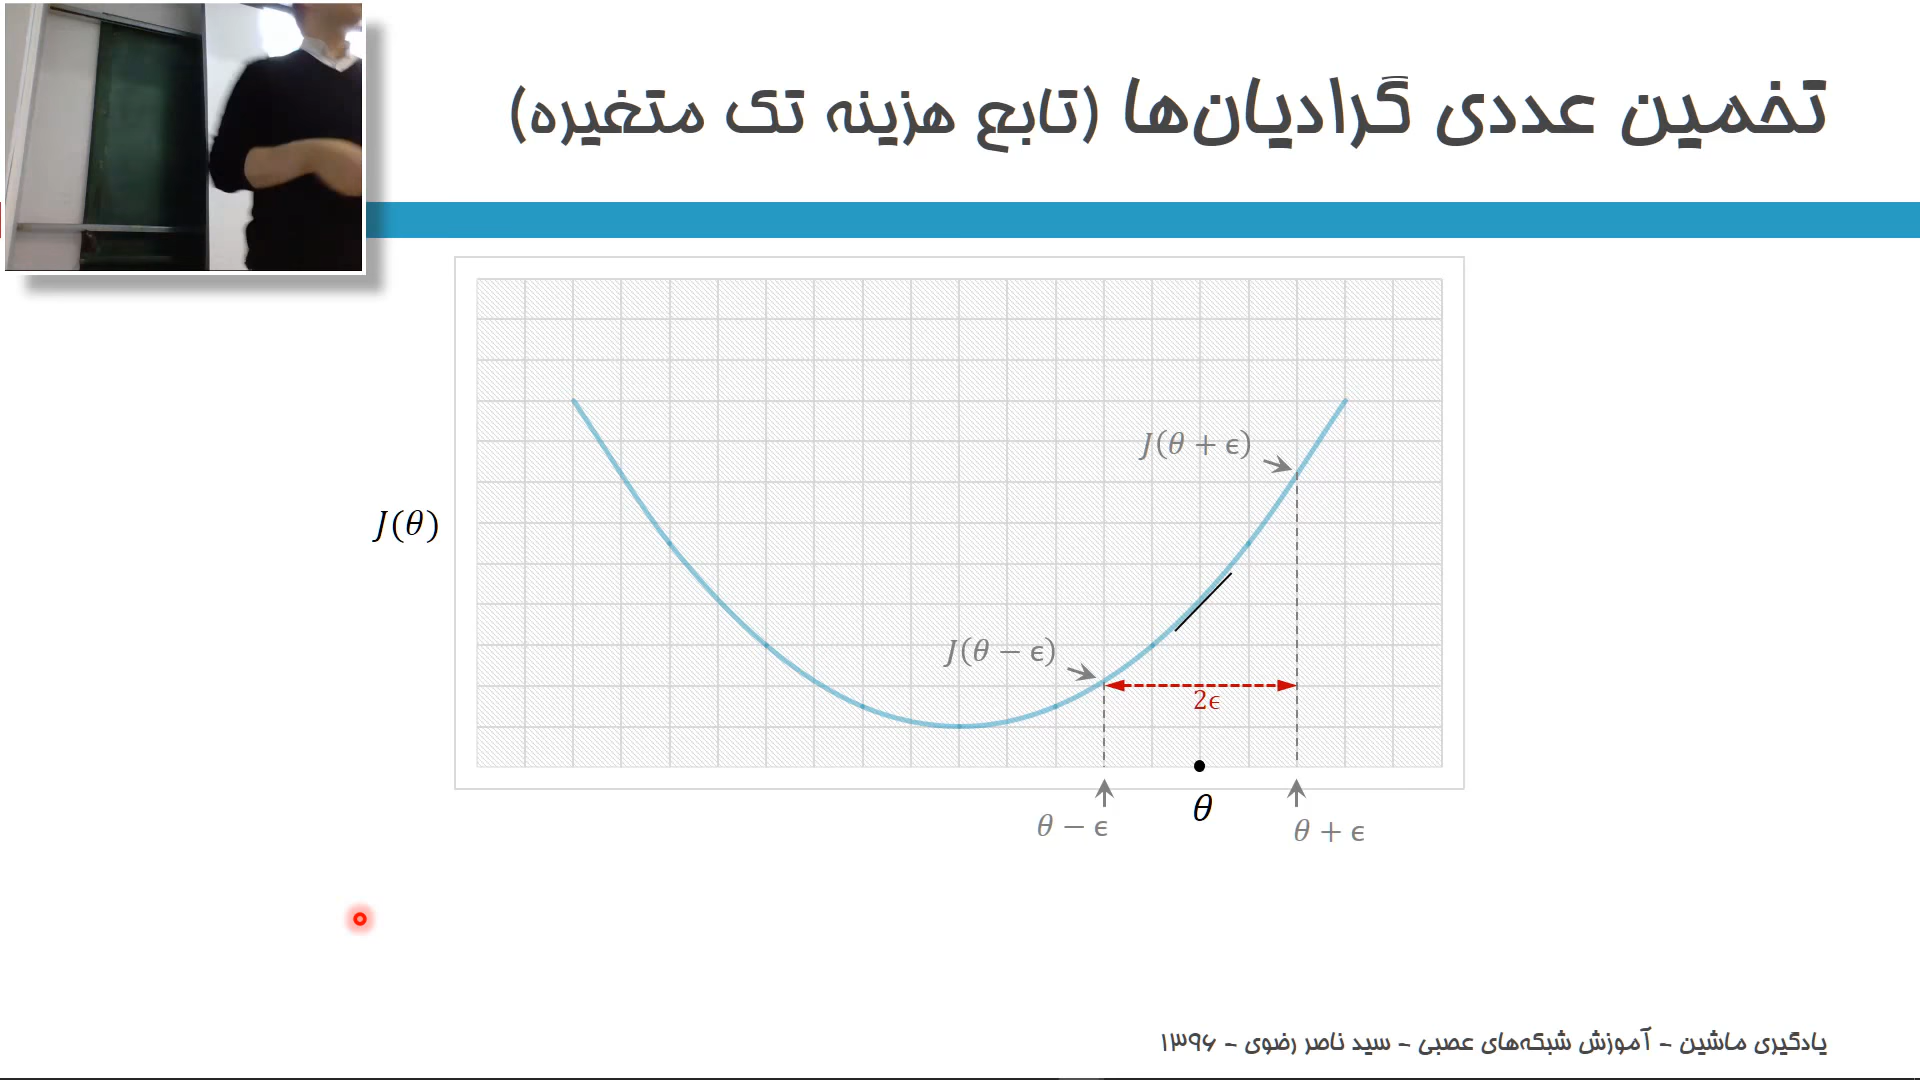 تخمین عددی گرادیان‌ها (تابع هزینه تک متغیره)
J(θ + ϵ)
J(θ)
J(θ − ϵ)
2ϵ
θ − ϵ
θ
θ + ϵ
یادگیری ماشین - آموزش شبکه‌های عصبی - سید ناصر رضوی - ۱۳۹۶